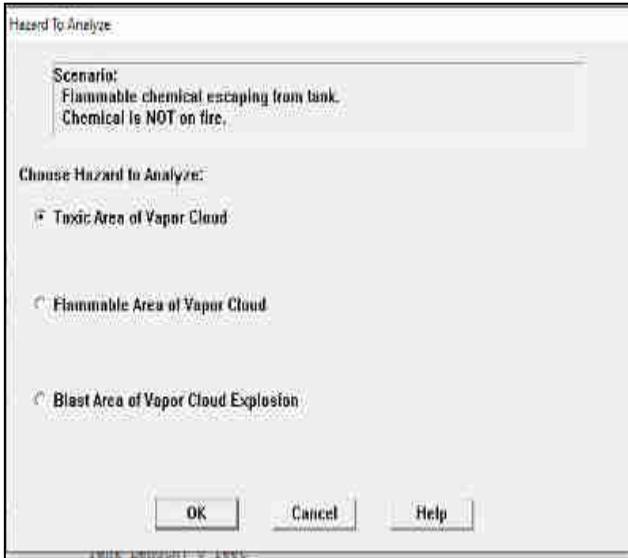 Hazard To Analyze
Scenario:
Flammable chemical escaping from tank.
Chemical is NOT on fire.
Choose Hazard to Analyze:
Toxic Area of Vapor Cloud
Flammable Area of Vapor Cloud
Blast Area of Vapor Cloud Explosion
OK Cancel Help